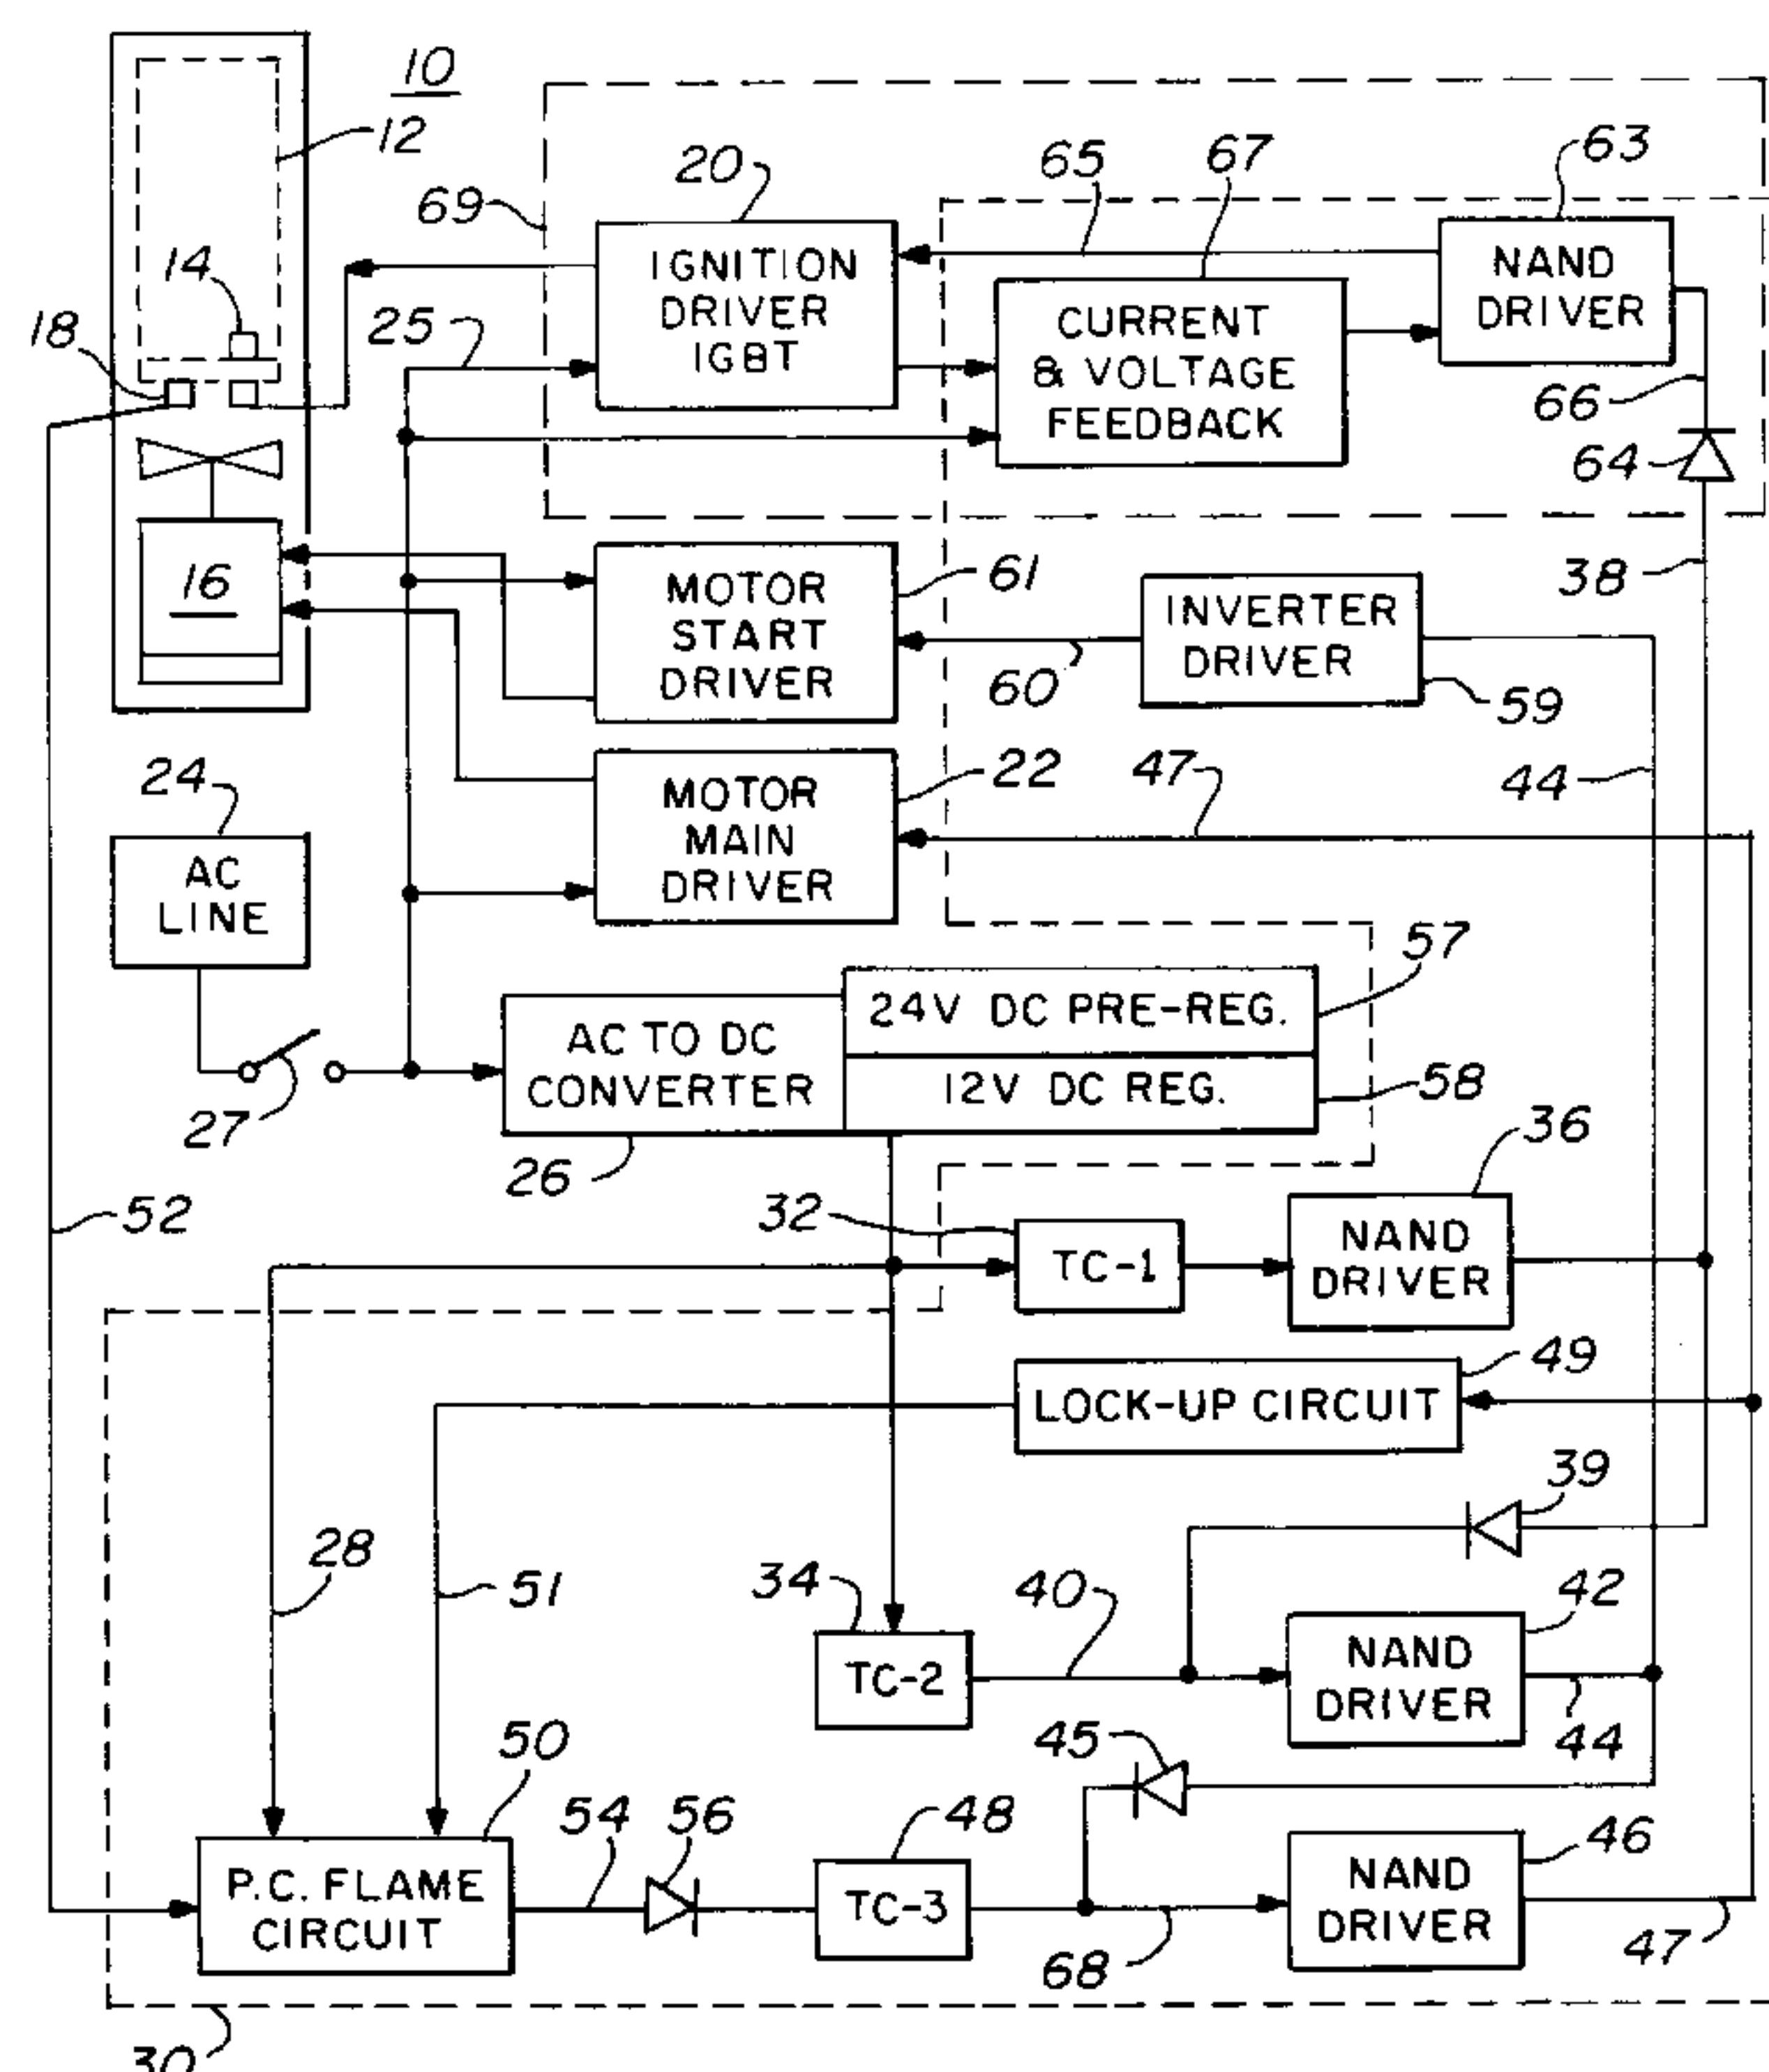 10
12
14
18
16
69
20
IGNITION
DRIVER
IGBT
25
65
67
CURRENT
& VOLTAGE
FEEDBACK
63
NAND
DRIVER
66
64
38
MOTOR
START
DRIVER
61
60
INVERTER
DRIVER
59
44
24
AC
LINE
MOTOR
MAIN
DRIVER
22
47
27
AC TO DC
CONVERTER
26
24V DC PRE-REG.
57
12V DC REG.
58
52
32
TC-1
36
NAND
DRIVER
49
LOCK-UP CIRCUIT
39
28
51
34
TC-2
40
42
NAND
DRIVER
44
45
50
P.C. FLAME
CIRCUIT
54
56
48
TC-3
68
46
NAND
DRIVER
47
30